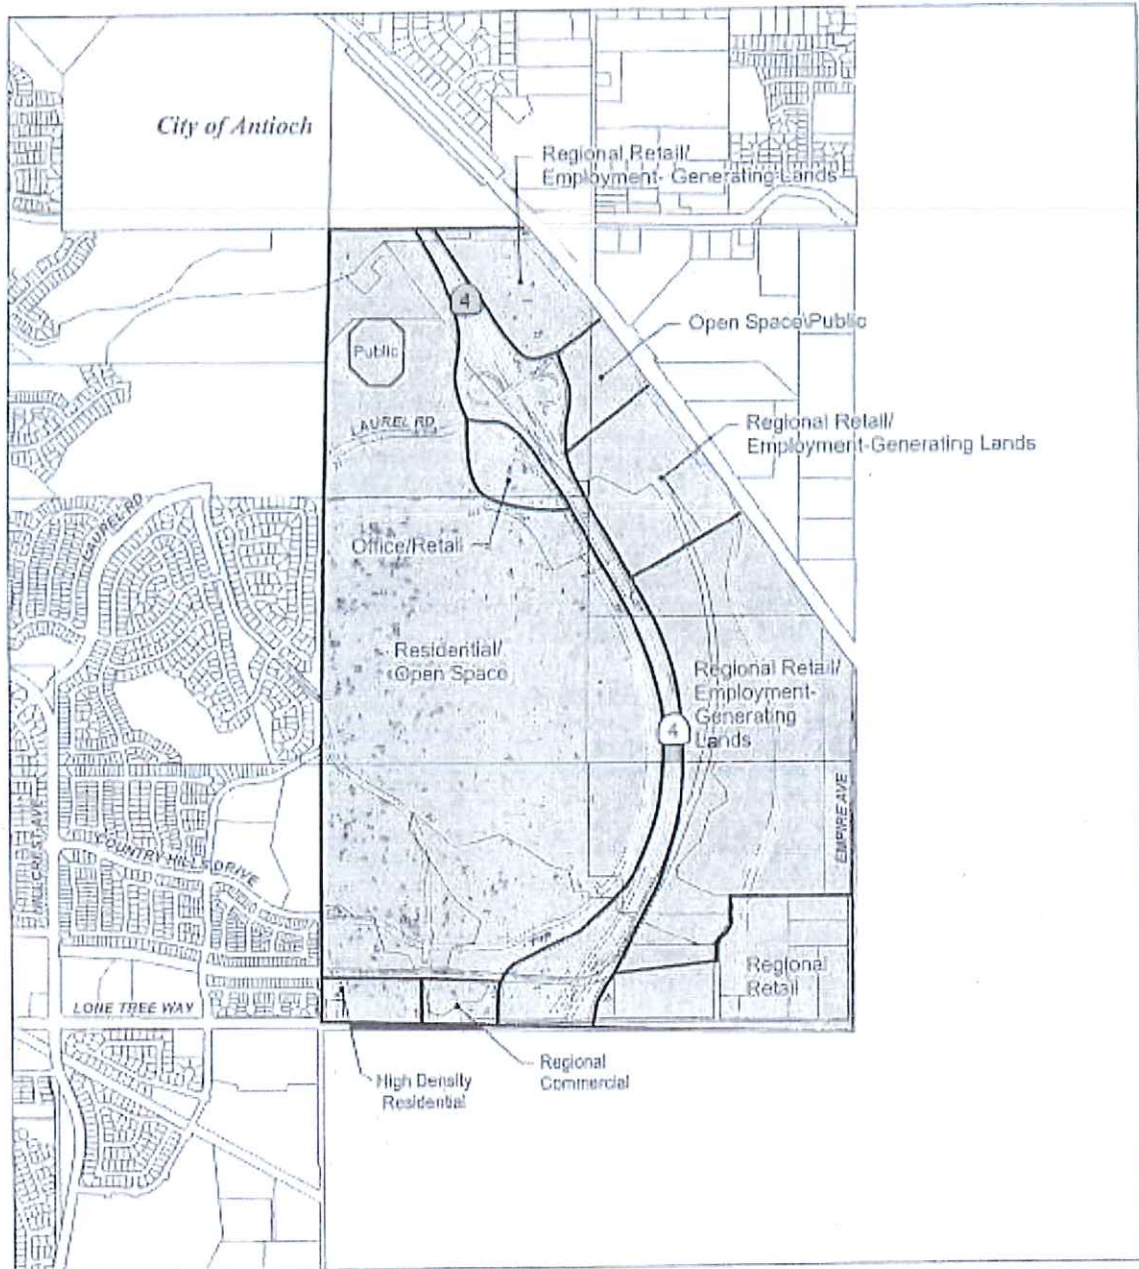 City of Antioch
Regional Retail/
Employment- Generating Lands
4
Open Space\Public
Public
LAUREL RD
Regional Retail/
Employment-Generating Lands
LAUREL RD
Office/Retail
Residential/
Open Space
Regional Retail/
Employment-
Generating
Lands
4
EMPIRE AVE
HILLCREST AVE
COUNTRY HILLS DRIVE
Regional
Retail
LONE TREE WAY
High Density
Residential
Regional
Commercial